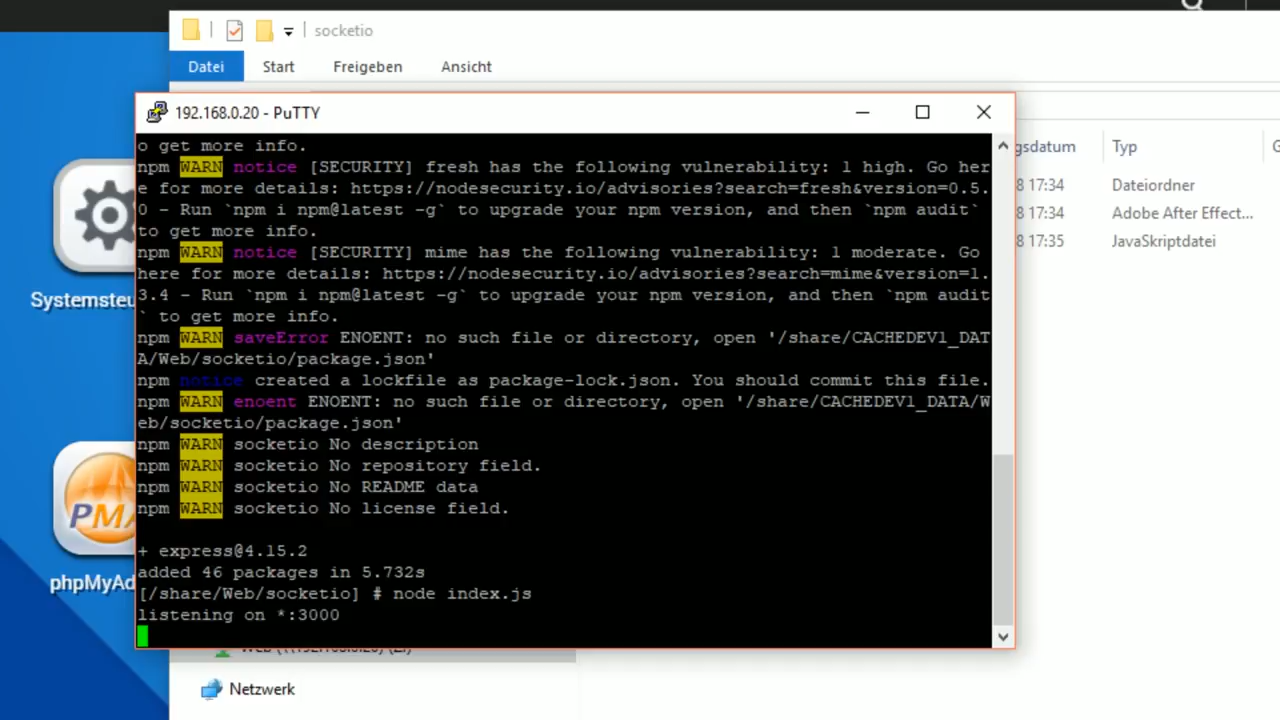 socketio
Datei Start Freigeben Ansicht
192.168.0.20 - PuTTY
o get more info.
npm WARN notice [SECURITY] fresh has the following vulnerability: 1 high. Go her
e for more details: https://nodesecurity.io/advisories?search=fresh&version=0.5.
0 - Run `npm i npm@latest -g` to upgrade your npm version, and then `npm audit`
to get more info.
npm WARN notice [SECURITY] mime has the following vulnerability: 1 moderate. Go
here for more details: https://nodesecurity.io/advisories?search=mime&version=1.
3.4 - Run `npm i npm@latest -g` to upgrade your npm version, and then `npm audit
` to get more info.
npm WARN saveError ENOENT: no such file or directory, open '/share/CACHEDEV1_DAT
A/Web/socketio/package.json'
npm notice created a lockfile as package-lock.json. You should commit this file.
npm WARN enoent ENOENT: no such file or directory, open '/share/CACHEDEV1_DATA/W
eb/socketio/package.json'
npm WARN socketio No description
npm WARN socketio No repository field.
npm WARN socketio No README data
npm WARN socketio No license field.
+ express@4.15.2
added 46 packages in 5.732s
[/share/Web/socketio] # node index.js
listening on *:3000
gsdatum Typ G
8 17:34 Dateiordner
8 17:34 Adobe After Effect...
8 17:35 JavaSkriptdatei
Systemsteu
PMA
phpMyAd
Netzwerk